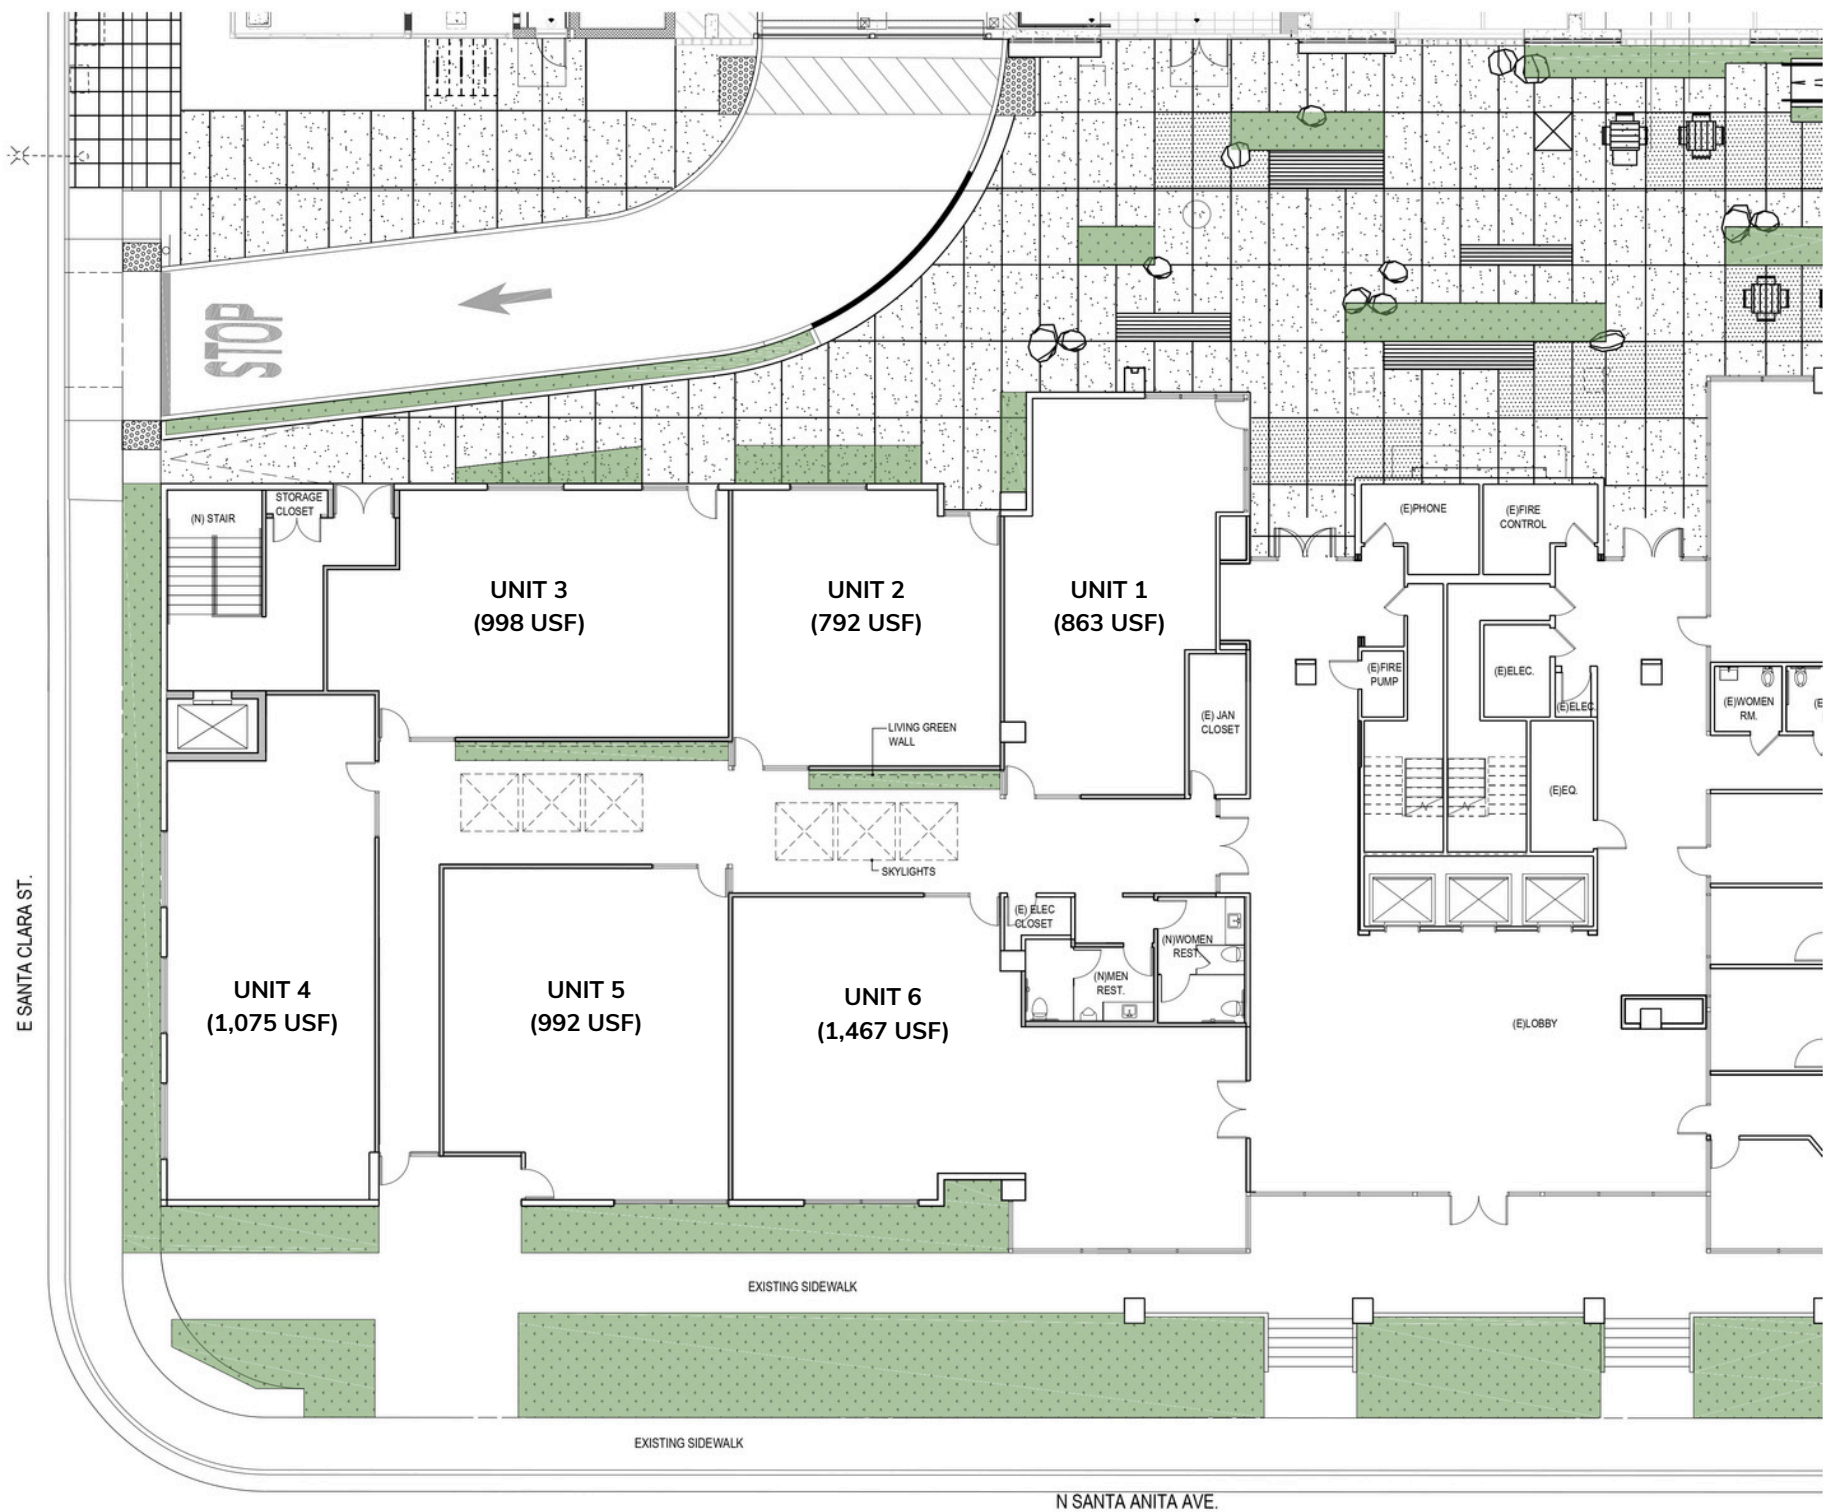 STOP
STORAGE
CLOSET
(N) STAIR
(E)PHONE
(E)FIRE
CONTROL
UNIT 3
(998 USF)
UNIT 2
(792 USF)
UNIT 1
(863 USF)
(E)FIRE
PUMP
(E)ELEC.
(E)ELEC.
(E)WOMEN
RM.
(E) JAN
CLOSET
LIVING GREEN
WALL
(E)EQ.
SKYLIGHTS
(E) ELEC
CLOSET
(N)WOMEN
REST.
(N)MEN
REST.
E SANTA CLARA ST.
UNIT 4
(1,075 USF)
UNIT 5
(992 USF)
UNIT 6
(1,467 USF)
(E)LOBBY
EXISTING SIDEWALK
EXISTING SIDEWALK
N SANTA ANITA AVE.